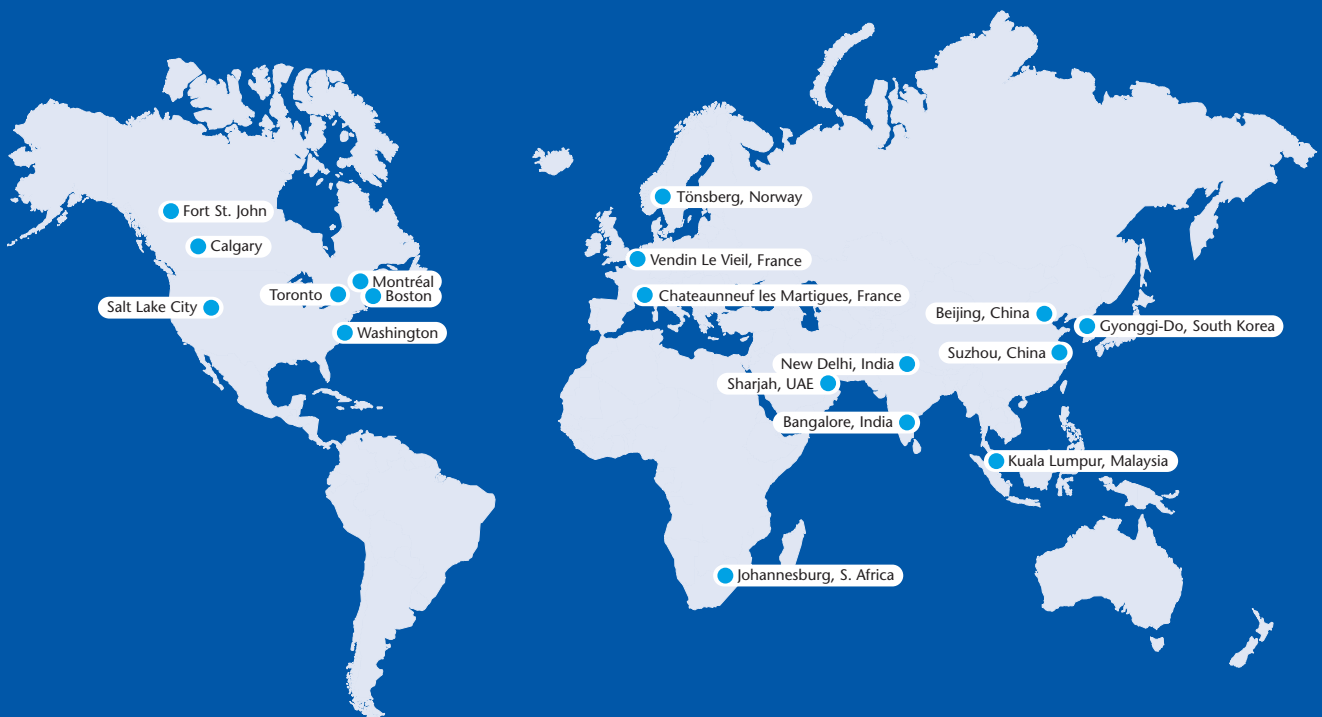 Tönsberg, Norway
Fort St. John
Calgary
Vendin Le Vieil, France
Montréal
Toronto
Boston
Chateaunneuf les Martigues, France
Salt Lake City
Beijing, China
Gyonggi-Do, South Korea
Washington
Suzhou, China
New Delhi, India
Sharjah, UAE
Bangalore, India
Kuala Lumpur, Malaysia
Johannesburg, S. Africa